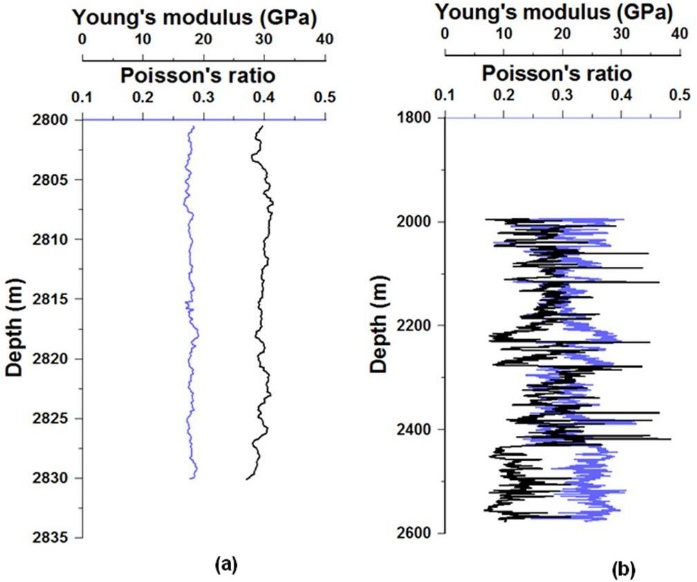 Young's modulus (GPa)
0 10 20 30 40
Poisson's ratio
0.1 0.2 0.3 0.4 0.5
2800
2805
2810
2815
2820
2825
2830
2835
Depth (m)
(a)
Young's modulus (GPa)
0 10 20 30 40
Poisson's ratio
0.1 0.2 0.3 0.4 0.5
1800
2000
2200
2400
2600
Depth (m)
(b)